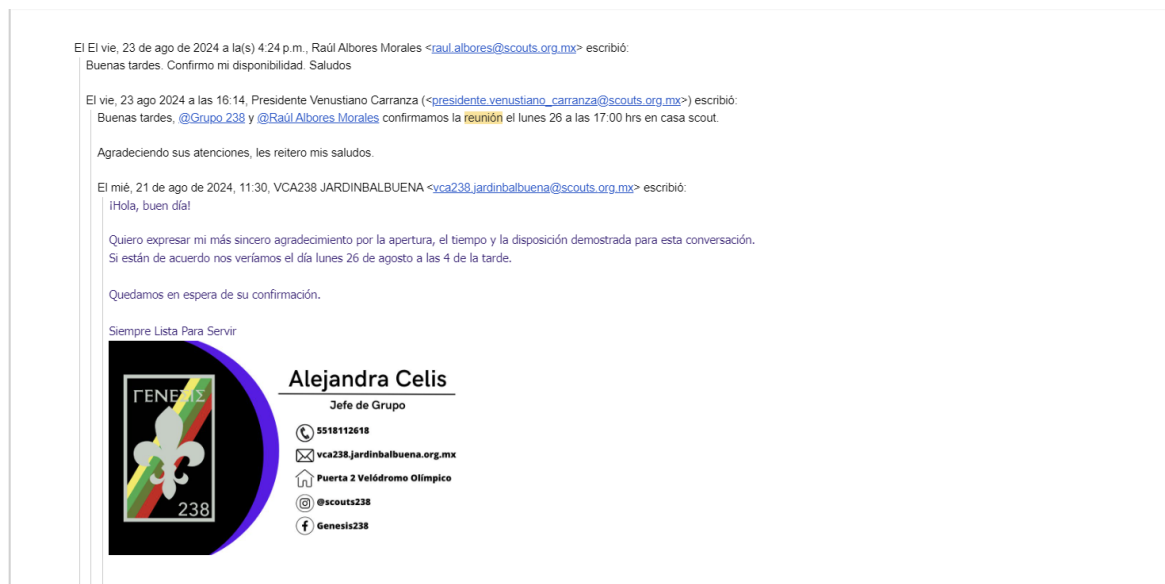 El El vie, 23 de ago de 2024 a la(s) 4:24 p.m., Raúl Albores Morales <raul.albores@scouts.org.mx> escribió:
Buenas tardes. Confirmo mi disponibilidad. Saludos
El vie, 23 ago 2024 a las 16:14, Presidente Venustiano Carranza (<presidente.venustiano_carranza@scouts.org.mx>) escribió:
Buenas tardes, @Grupo 238 y @Raúl Albores Morales confirmamos la reunión el lunes 26 a las 17:00 hrs en casa scout.
Agradeciendo sus atenciones, les reitero mis saludos.
El mié, 21 de ago de 2024, 11:30, VCA238 JARDINBALBUENA <vca238.jardinbalbuena@scouts.org.mx> escribió:
¡Hola, buen día!
Quiero expresar mi más sincero agradecimiento por la apertura, el tiempo y la disposición demostrada para esta conversación.
Si están de acuerdo nos veríamos el día lunes 26 de agosto a las 4 de la tarde.
Quedamos en espera de su confirmación.
Siempre Lista Para Servir
ΓΕΝΕΣΙΣ
238
Alejandra Celis
Jefe de Grupo
5518112618
vca238.jardinbalbuena.org.mx
Puerta 2 Velódromo Olímpico
@scouts238
Genesis238